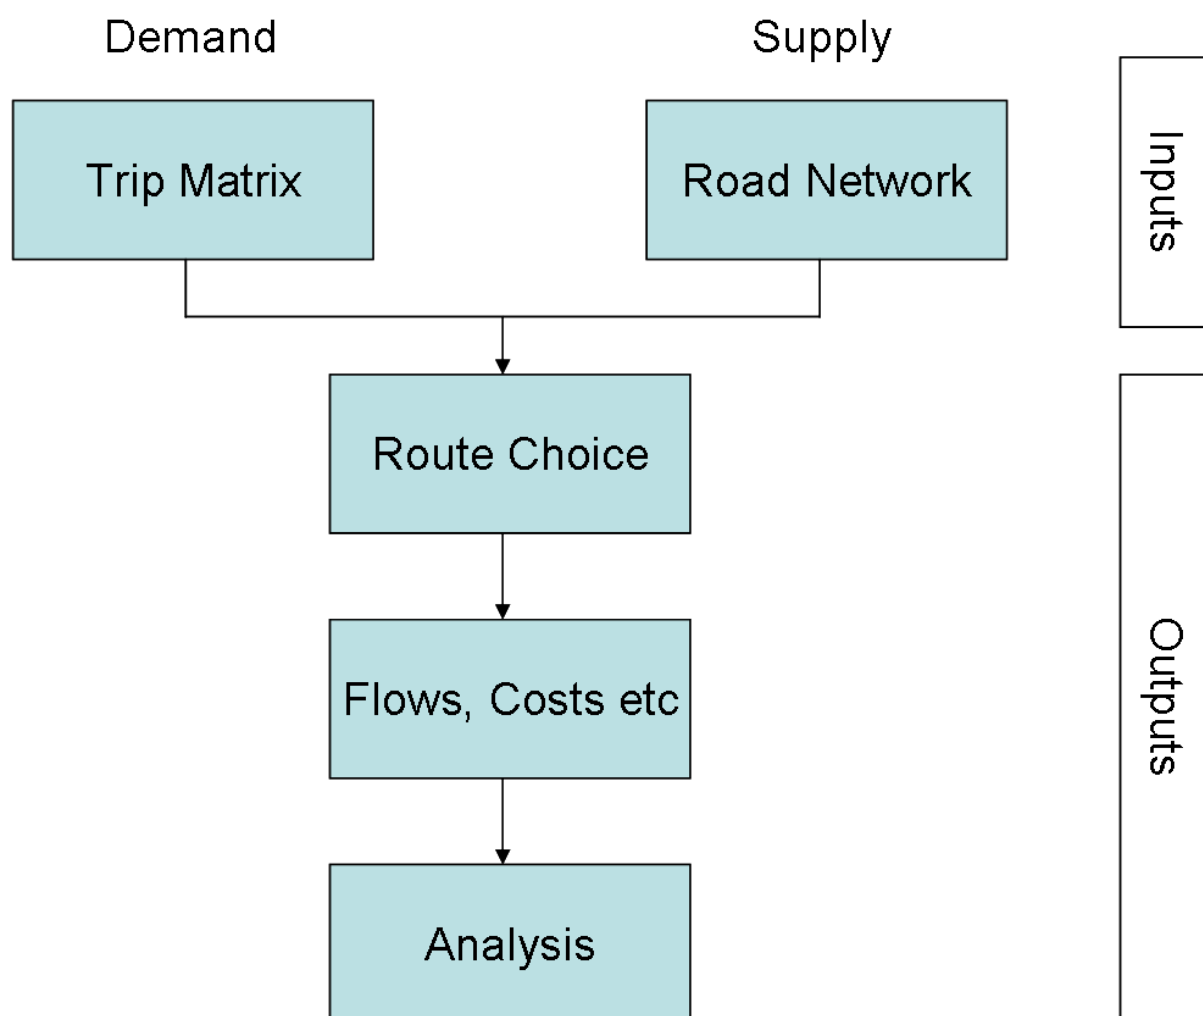 Demand
Supply
Trip Matrix
Road Network
Inputs
Route Choice
Flows, Costs etc
Outputs
Analysis